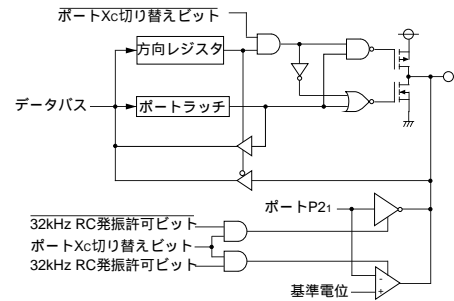 ポートXC切り替えビット
方向レジスタ
データバス
ポートラッチ
ポートP21
32kHz RC発振許可ビット
ポートXC切り替えビット
32kHz RC発振許可ビット
基準電位
-
+